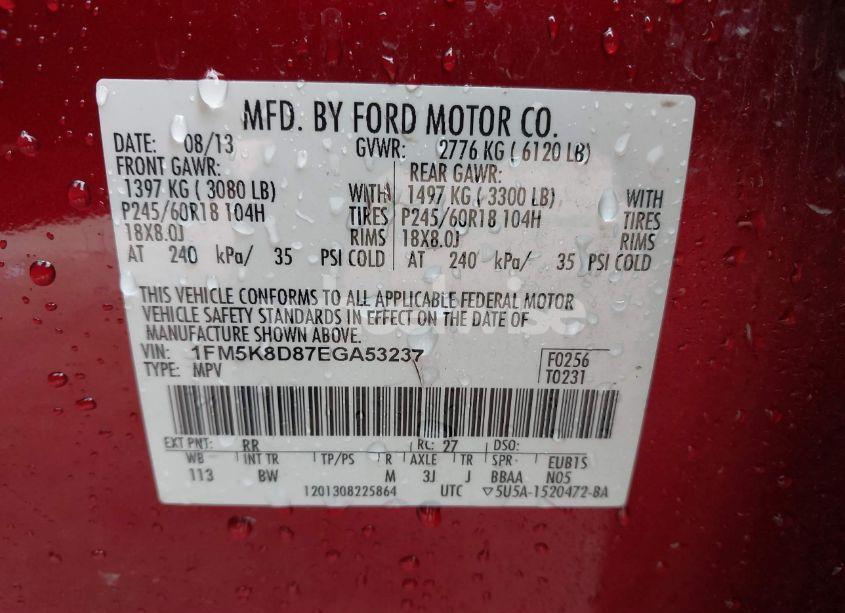 MFD. BY FORD MOTOR CO.
DATE: 08/13 GVWR: 2776 KG ( 6120 LB)
FRONT GAWR: REAR GAWR:
1397 KG ( 3080 LB) WITH 1497 KG ( 3300 LB) WITH
P245/60R18 104H TIRES P245/60R18 104H TIRES
18X8.0J RIMS 18X8.0J RIMS
AT 240 kPa/ 35 PSI COLD AT 240 kPa/ 35 PSI COLD
THIS VEHICLE CONFORMS TO ALL APPLICABLE FEDERAL MOTOR
VEHICLE SAFETY STANDARDS IN EFFECT ON THE DATE OF
MANUFACTURE SHOWN ABOVE.
VIN: 1FM5K8D87EGA53237 F0256
TYPE: MPV T0231
EXT PNT: RR RC: 27 DSO:
WB INT TR TP/PS R AXLE TR SPR EUB1S
113 BW M 3J J BBAA N05
1201308225864 UTC ▽5U5A-1520472-BA